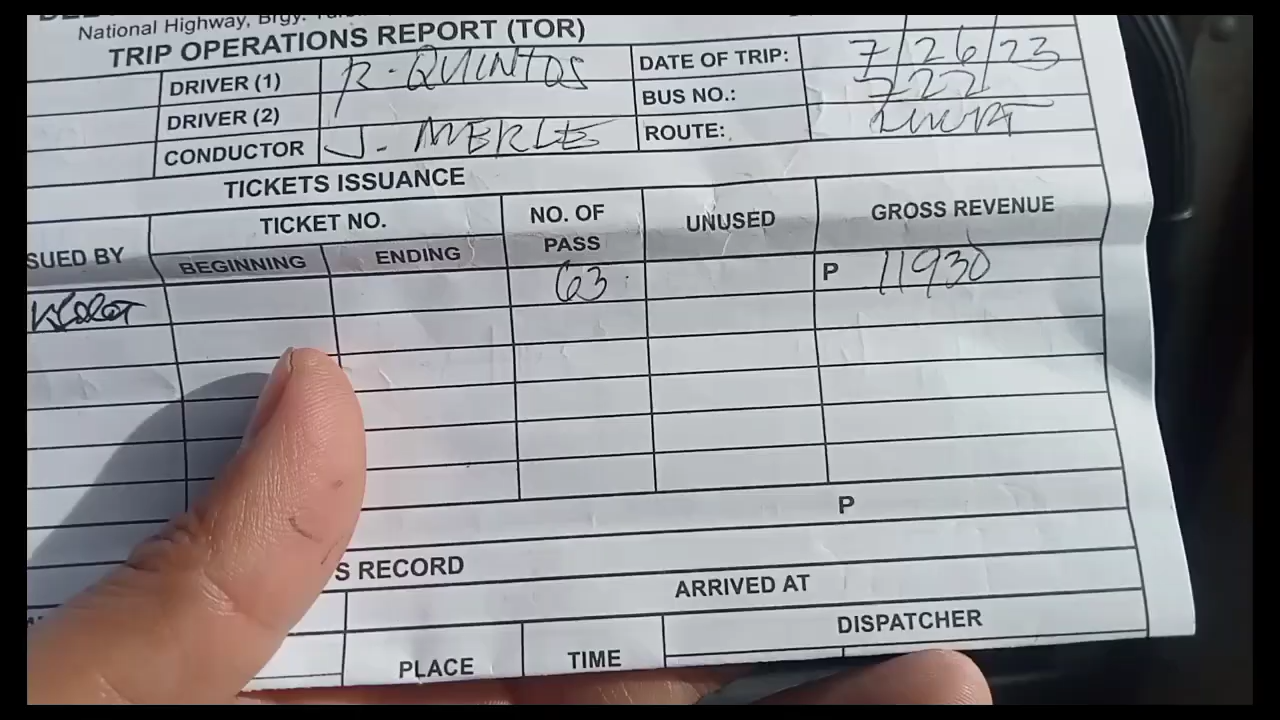 National Highway, Brgy.
TRIP OPERATIONS REPORT (TOR)
DRIVER (1) R. QUINTOS DATE OF TRIP: 7/26/23
DRIVER (2) BUS NO.: 222
CONDUCTOR J. MERLE ROUTE:
TICKETS ISSUANCE
SUED BY TICKET NO. NO. OF PASS UNUSED GROSS REVENUE
BEGINNING ENDING
63 P 11930
P
S RECORD
ARRIVED AT
PLACE TIME DISPATCHER